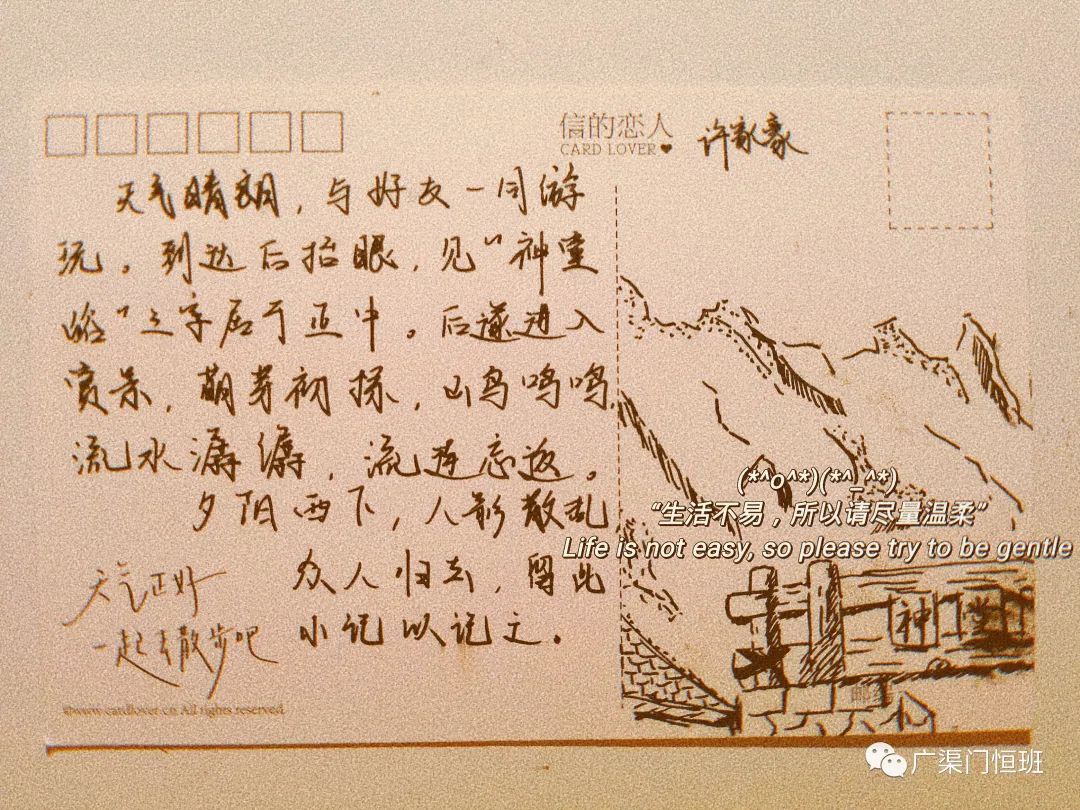 信的恋人
CARD LOVER
许家豪
天气晴朗，与好友一同游
玩。到达后抬眼，见“神堂
峪”三字居于正中。后遂进入
赏景，萌芽初探，山鸟鸣鸣，
流水潺潺，流连忘返。
夕阳西下，人影散乱，
众人归去，留此
小记以记之。
天气正好
一起去散步吧
©www.cardlover.cn All rights reserved.
(*^o^*)(*^_^*)
“生活不易，所以请尽量温柔”
Life is not easy, so please try to be gentle
神堂
邮编
广渠门恒班